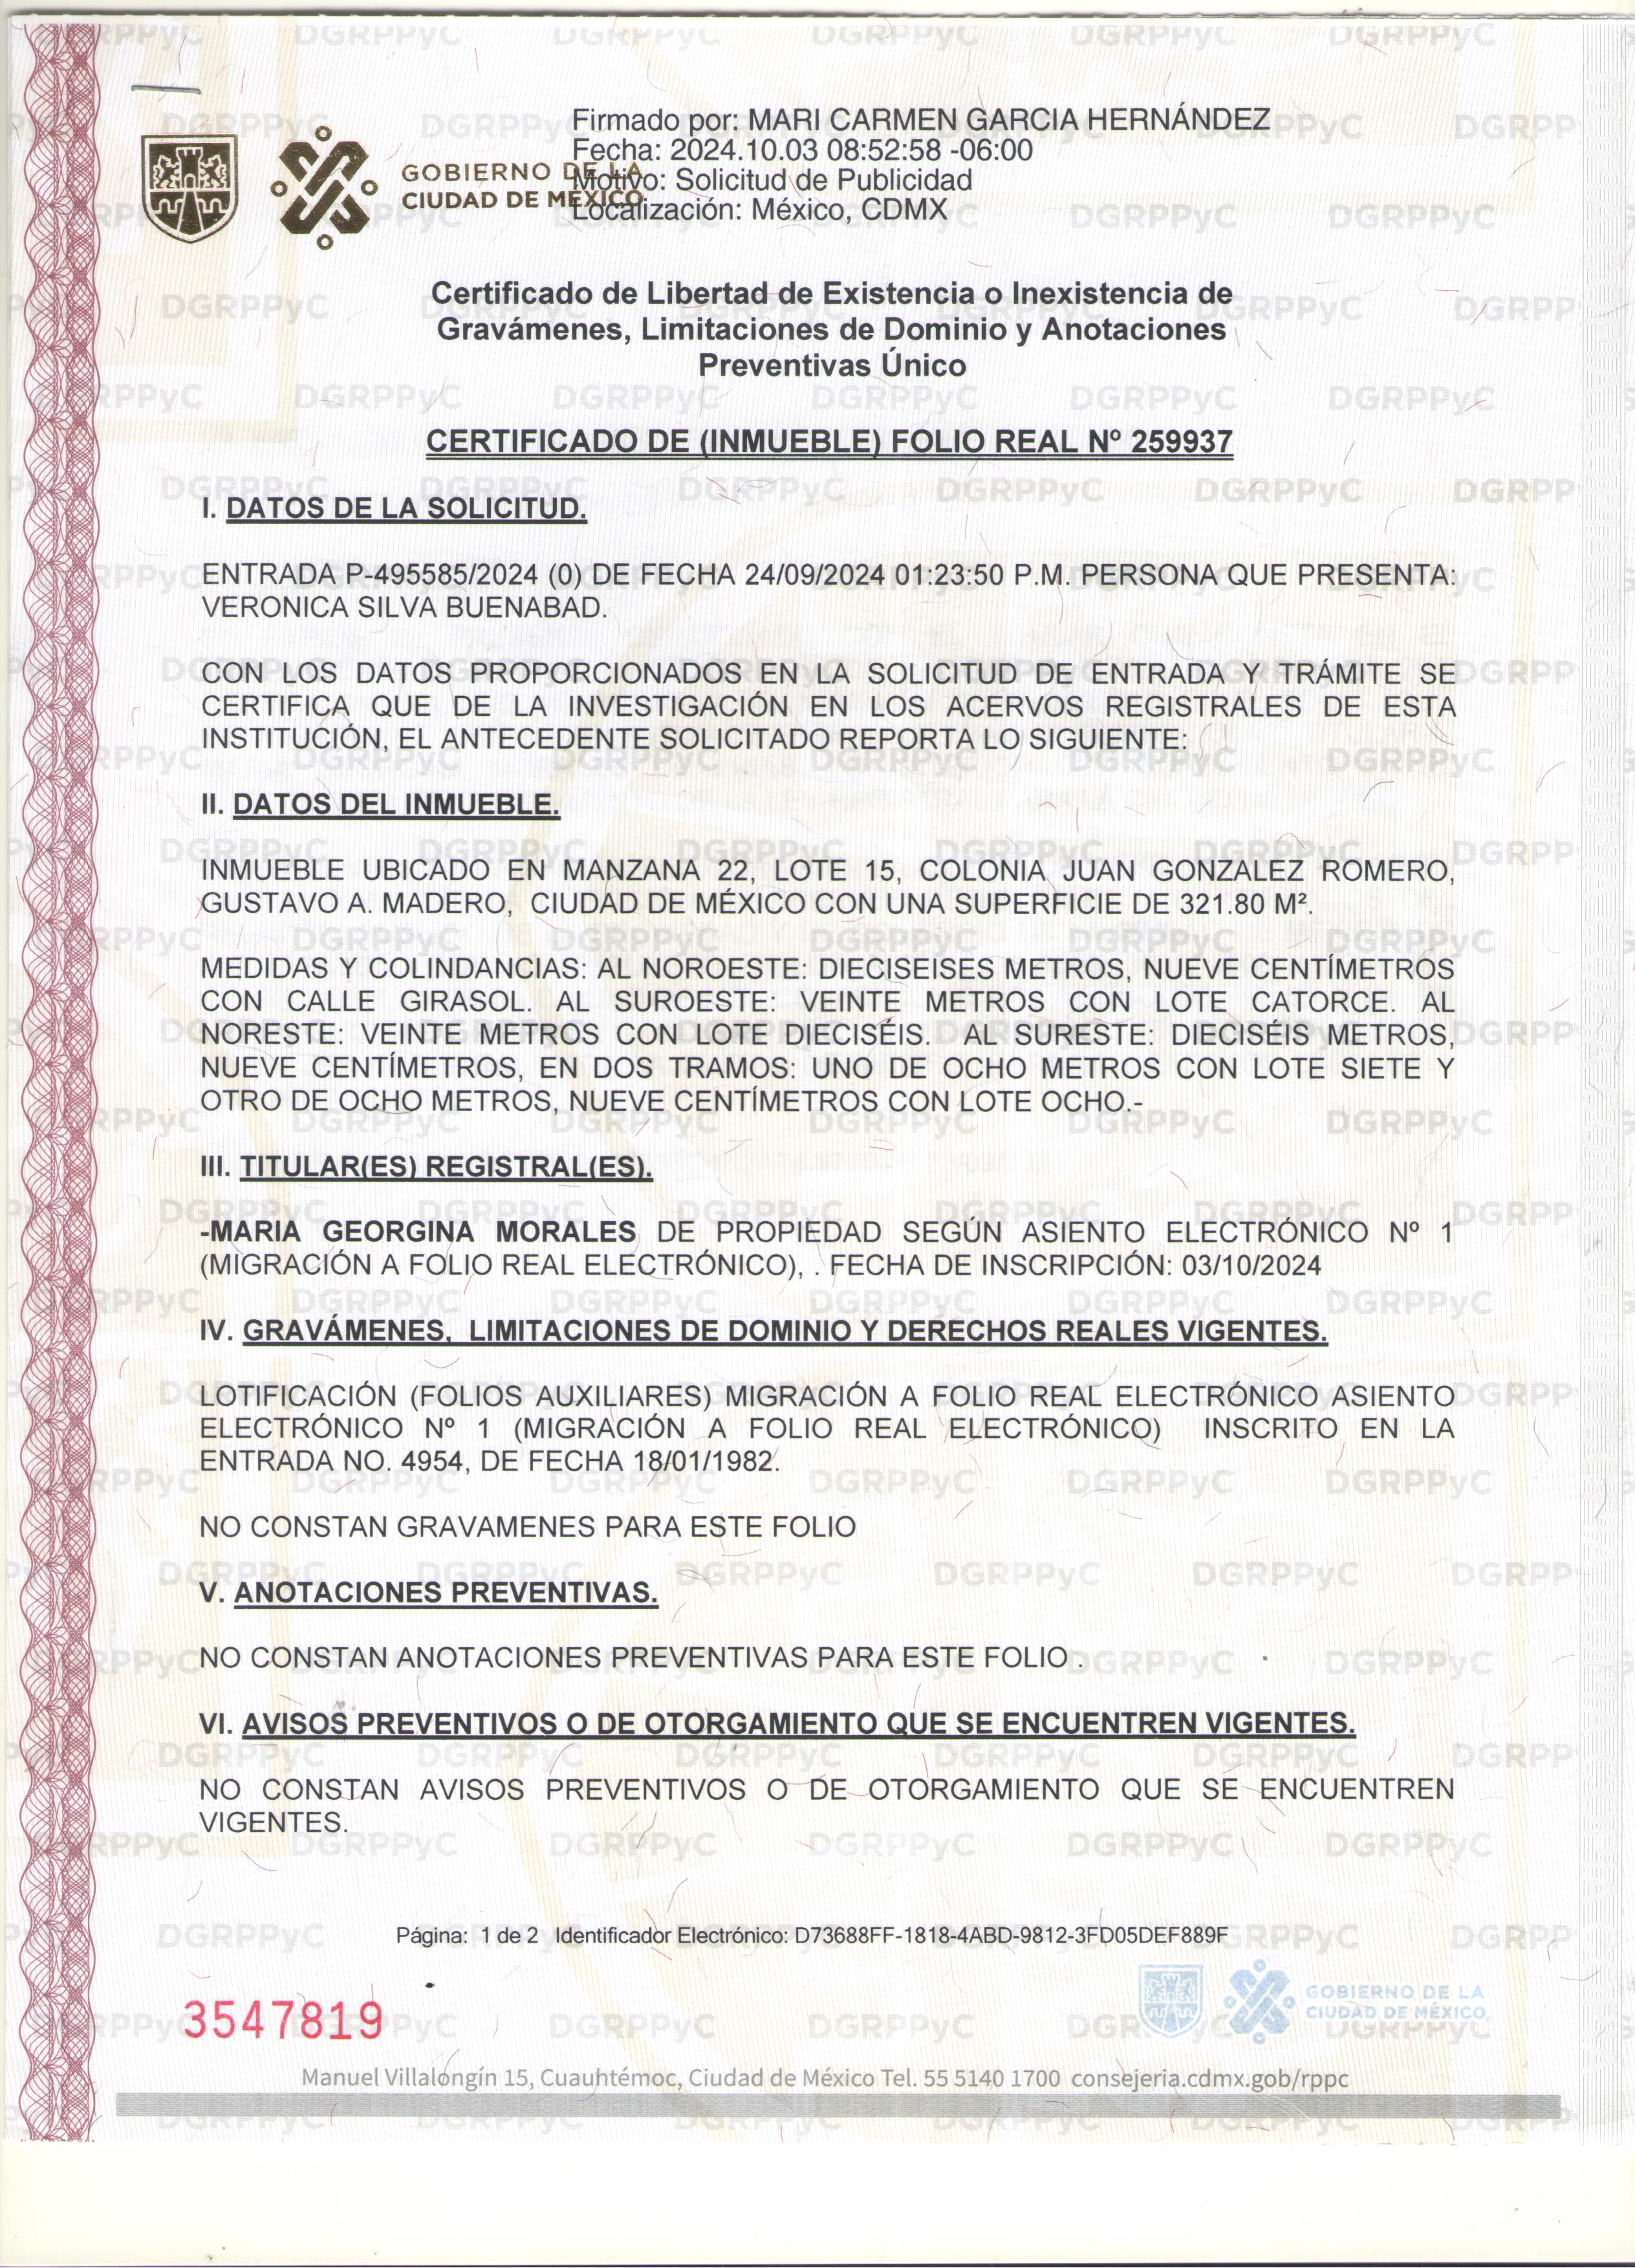 Firmado por: MARI CARMEN GARCIA HERNÁNDEZ
Fecha: 2024.10.03 08:52:58 -06:00
Motivo: Solicitud de Publicidad
Localización: México, CDMX
GOBIERNO DE LA
CIUDAD DE MÉXICO
Certificado de Libertad de Existencia o Inexistencia de
Gravámenes, Limitaciones de Dominio y Anotaciones
Preventivas Único
CERTIFICADO DE (INMUEBLE) FOLIO REAL Nº 259937
I. DATOS DE LA SOLICITUD.
ENTRADA P-495585/2024 (0) DE FECHA 24/09/2024 01:23:50 P.M. PERSONA QUE PRESENTA:
VERONICA SILVA BUENABAD.
CON LOS DATOS PROPORCIONADOS EN LA SOLICITUD DE ENTRADA Y TRÁMITE SE
CERTIFICA QUE DE LA INVESTIGACIÓN EN LOS ACERVOS REGISTRALES DE ESTA
INSTITUCIÓN, EL ANTECEDENTE SOLICITADO REPORTA LO SIGUIENTE:
II. DATOS DEL INMUEBLE.
INMUEBLE UBICADO EN MANZANA 22, LOTE 15, COLONIA JUAN GONZALEZ ROMERO,
GUSTAVO A. MADERO, CIUDAD DE MÉXICO CON UNA SUPERFICIE DE 321.80 M².
MEDIDAS Y COLINDANCIAS: AL NOROESTE: DIECISEISES METROS, NUEVE CENTÍMETROS
CON CALLE GIRASOL. AL SUROESTE: VEINTE METROS CON LOTE CATORCE. AL
NORESTE: VEINTE METROS CON LOTE DIECISÉIS. AL SURESTE: DIECISÉIS METROS,
NUEVE CENTÍMETROS, EN DOS TRAMOS: UNO DE OCHO METROS CON LOTE SIETE Y
OTRO DE OCHO METROS, NUEVE CENTÍMETROS CON LOTE OCHO.-
III. TITULAR(ES) REGISTRAL(ES).
-MARIA GEORGINA MORALES DE PROPIEDAD SEGÚN ASIENTO ELECTRÓNICO Nº 1
(MIGRACIÓN A FOLIO REAL ELECTRÓNICO), . FECHA DE INSCRIPCIÓN: 03/10/2024
IV. GRAVÁMENES, LIMITACIONES DE DOMINIO Y DERECHOS REALES VIGENTES.
LOTIFICACIÓN (FOLIOS AUXILIARES) MIGRACIÓN A FOLIO REAL ELECTRÓNICO ASIENTO
ELECTRÓNICO Nº 1 (MIGRACIÓN A FOLIO REAL ELECTRÓNICO) INSCRITO EN LA
ENTRADA NO. 4954, DE FECHA 18/01/1982.
NO CONSTAN GRAVAMENES PARA ESTE FOLIO
V. ANOTACIONES PREVENTIVAS.
NO CONSTAN ANOTACIONES PREVENTIVAS PARA ESTE FOLIO .
VI. AVISOS PREVENTIVOS O DE OTORGAMIENTO QUE SE ENCUENTREN VIGENTES.
NO CONSTAN AVISOS PREVENTIVOS O DE OTORGAMIENTO QUE SE ENCUENTREN
VIGENTES.
Página: 1 de 2 Identificador Electrónico: D73688FF-1818-4ABD-9812-3FD05DEF889F
3547819
GOBIERNO DE LA
CIUDAD DE MÉXICO
Manuel Villalongín 15, Cuauhtémoc, Ciudad de México Tel. 55 5140 1700 consejeria.cdmx.gob/rppc